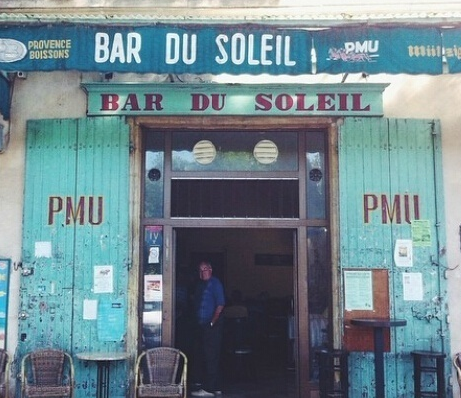 PROVENCE
BOISSONS
BAR DU SOLEIL
PMU
BAR DU SOLEIL
PMU
PMU